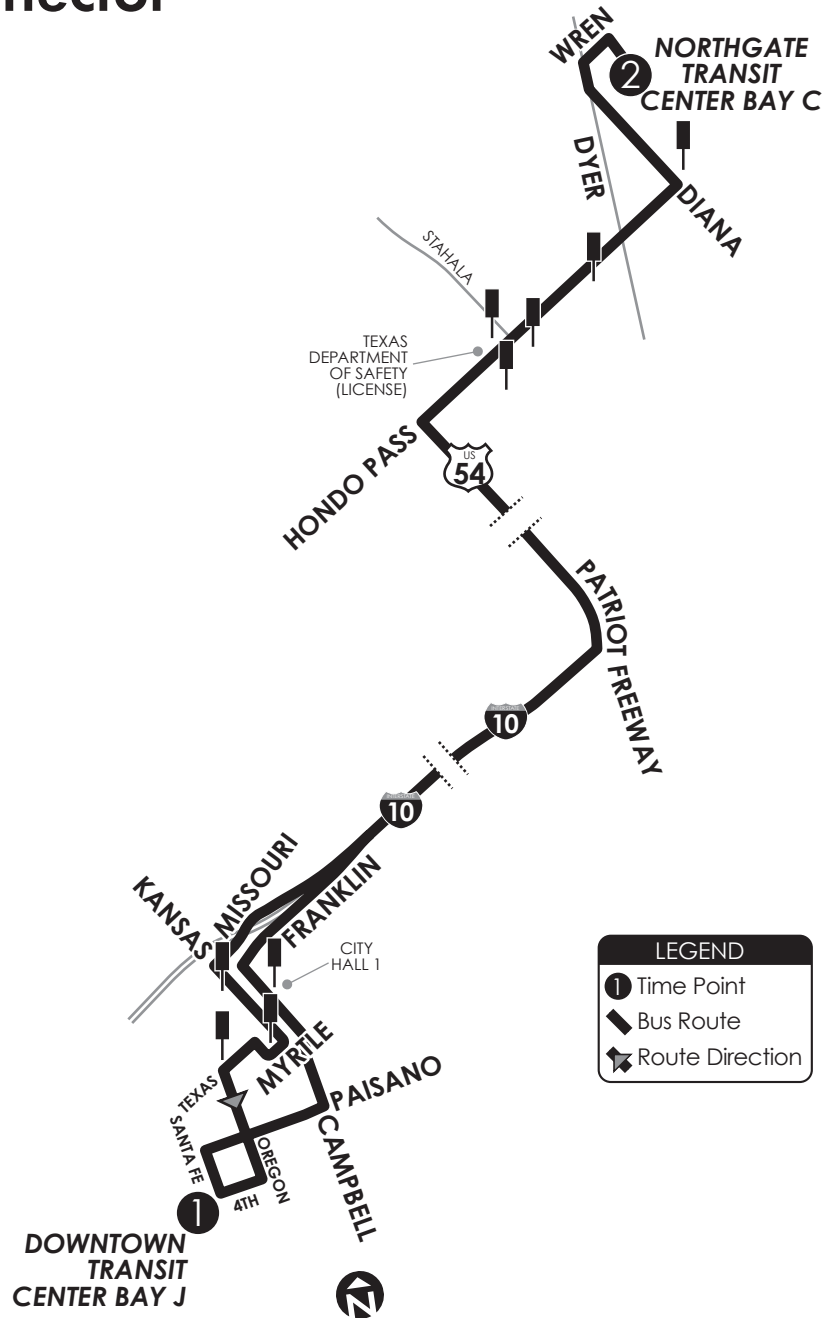 WREN
NORTHGATE
TRANSIT
CENTER BAY C
2
DYER
DIANA
STAHALA
TEXAS
DEPARTMENT
OF SAFETY
(LICENSE)
HONDO PASS
US
54
PATRIOT FREEWAY
10
10
MISSOURI
KANSAS
FRANKLIN
CITY
HALL 1
MYRTLE
TEXAS
PAISANO
SANTA FE
OREGON
CAMPBELL
4TH
1
DOWNTOWN
TRANSIT
CENTER BAY J
N
LEGEND
1 Time Point
Bus Route
Route Direction